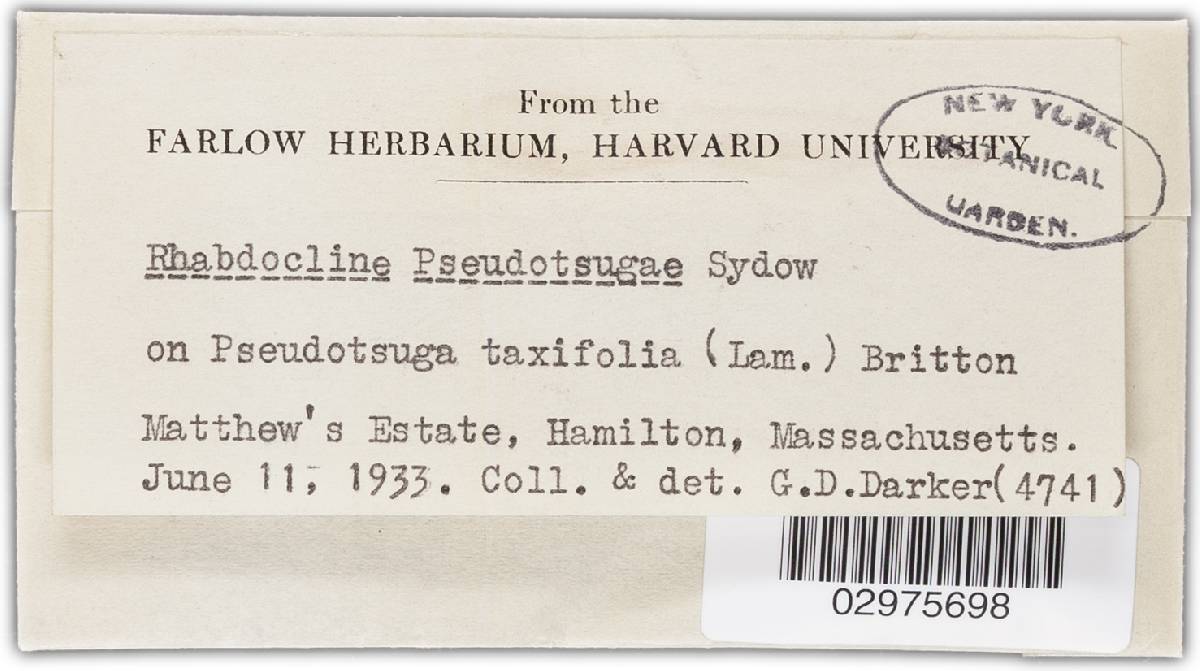 From the
FARLOW HERBARIUM, HARVARD UNIVERSITY
NEW YORK
BOTANICAL
GARDEN.
Rhabdocline Pseudotsugae Sydow
on Pseudotsuga taxifolia (Lam.) Britton
Matthew's Estate, Hamilton, Massachusetts.
June 11, 1933. Coll. & det. G.D.Darker(4741)
02975698